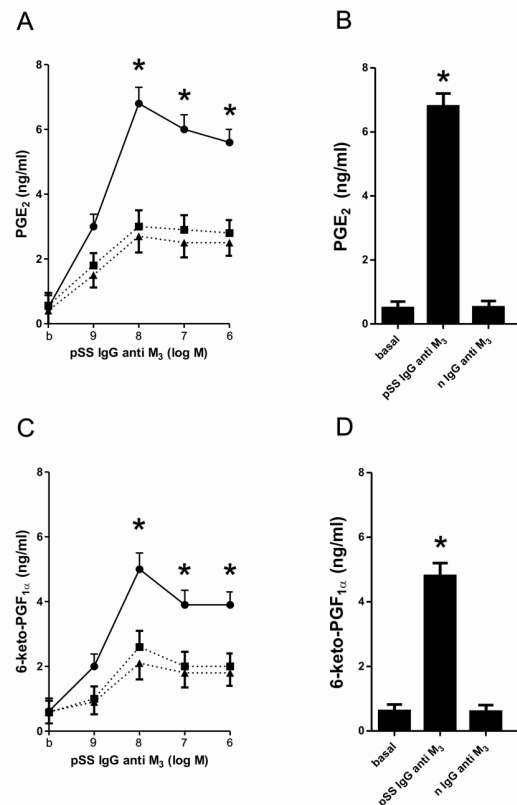 A
PGE2 (ng/ml)
8
6
4
2
0
*
*
*
b 9 8 7 6
pSS IgG anti M3 (log M)
B
PGE2 (ng/ml)
8
6
4
2
0
*
basal
pSS IgG anti M3
n IgG anti M3
C
6-keto-PGF1α (ng/ml)
8
6
4
2
0
*
*
*
b 9 8 7 6
pSS IgG anti M3 (log M)
D
6-keto-PGF1α (ng/ml)
8
6
4
2
0
*
basal
pSS IgG anti M3
n IgG anti M3